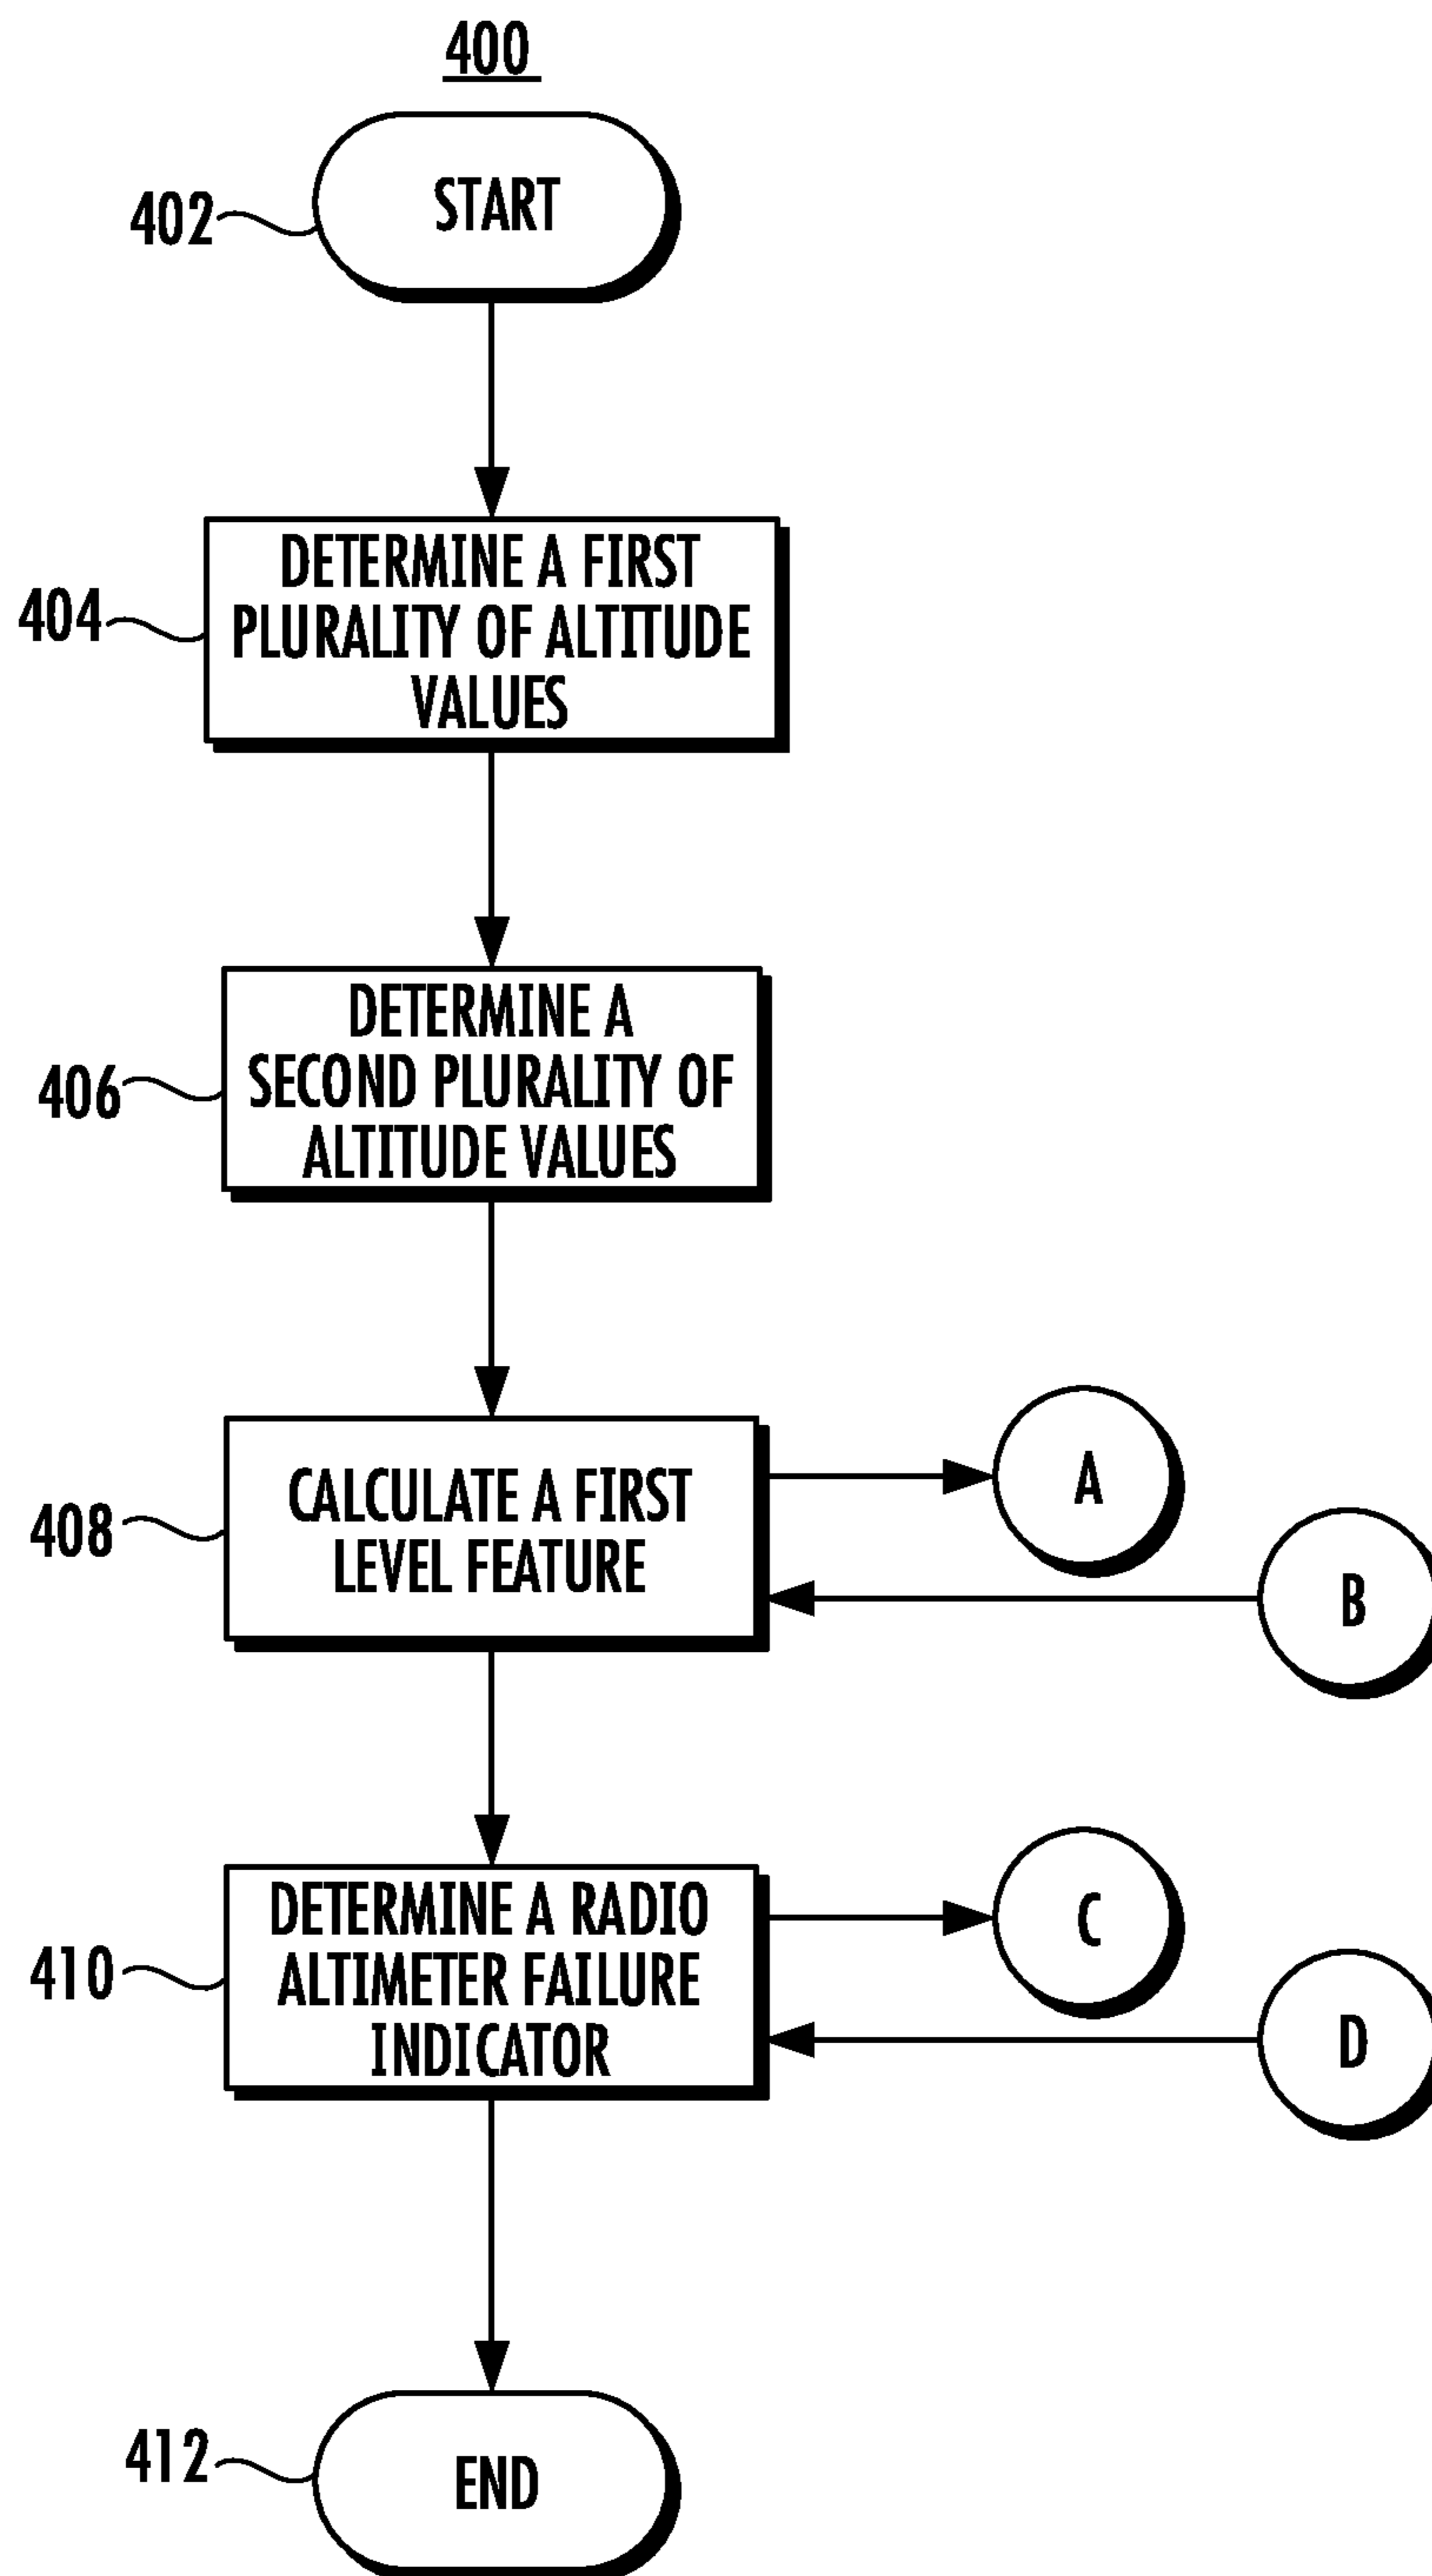 400
START
402
DETERMINE A FIRST
PLURALITY OF ALTITUDE
VALUES
404
DETERMINE A
SECOND PLURALITY OF
ALTITUDE VALUES
406
CALCULATE A FIRST
LEVEL FEATURE
408
A
B
DETERMINE A RADIO
ALTIMETER FAILURE
INDICATOR
410
C
D
412
END